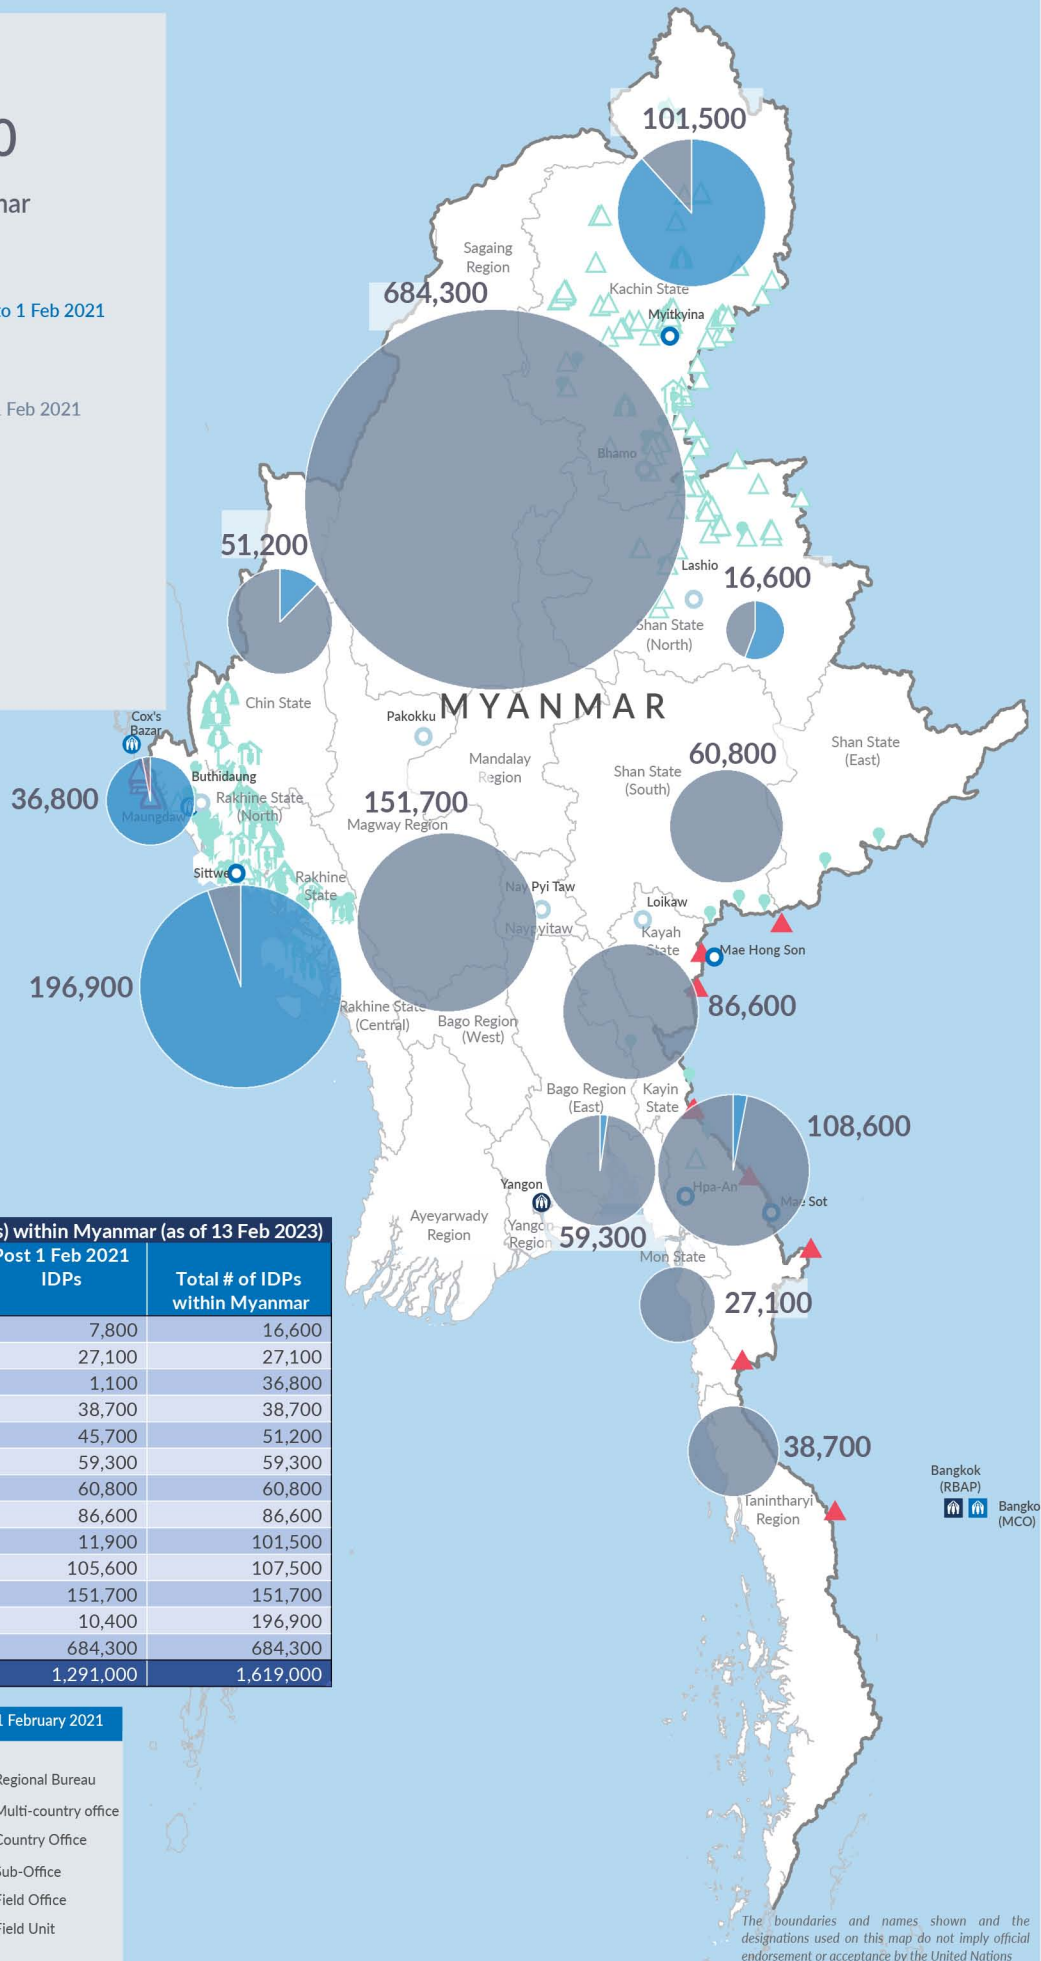 0
nar
to 1 Feb 2021
Feb 2021
101,500
Sagaing
Region
684,300
Kachin State
Myitkyina
Bhamo
51,200
Lashio
16,600
Shan State
(North)
Chin State
MYANMAR
Pakokku
Cox's
Bazar
Mandalay
Region
60,800
Shan State
(East)
Shan State
(South)
Buthidaung
36,800
Maungdaw
Rakhine State
(North)
151,700
Magway Region
Sittwe
Rakhine
State
Nay Pyi Taw
Naypyitaw
Loikaw
Kayah
State
Mae Hong Son
196,900
86,600
Rakhine State
(Central)
Bago Region
(West)
Bago Region
(East)
Kayin
State
108,600
Yangon
Hpa-An
Mae Sot
Ayeyarwady
Region
Yangon
Region
59,300
Mon State
27,100
38,700
Tanintharyi
Region
Bangkok
(RBAP)
Bangko
(MCO)
s) within Myanmar (as of 13 Feb 2023)
Post 1 Feb 2021
IDPs
Total # of IDPs
within Myanmar
7,800 16,600
27,100 27,100
1,100 36,800
38,700 38,700
45,700 51,200
59,300 59,300
60,800 60,800
86,600 86,600
11,900 101,500
105,600 107,500
151,700 151,700
10,400 196,900
684,300 684,300
1,291,000 1,619,000
1 February 2021
Regional Bureau
Multi-country office
Country Office
Sub-Office
Field Office
Field Unit
The boundaries and names shown and the
designations used on this map do not imply official
endorsement or acceptance by the United Nations